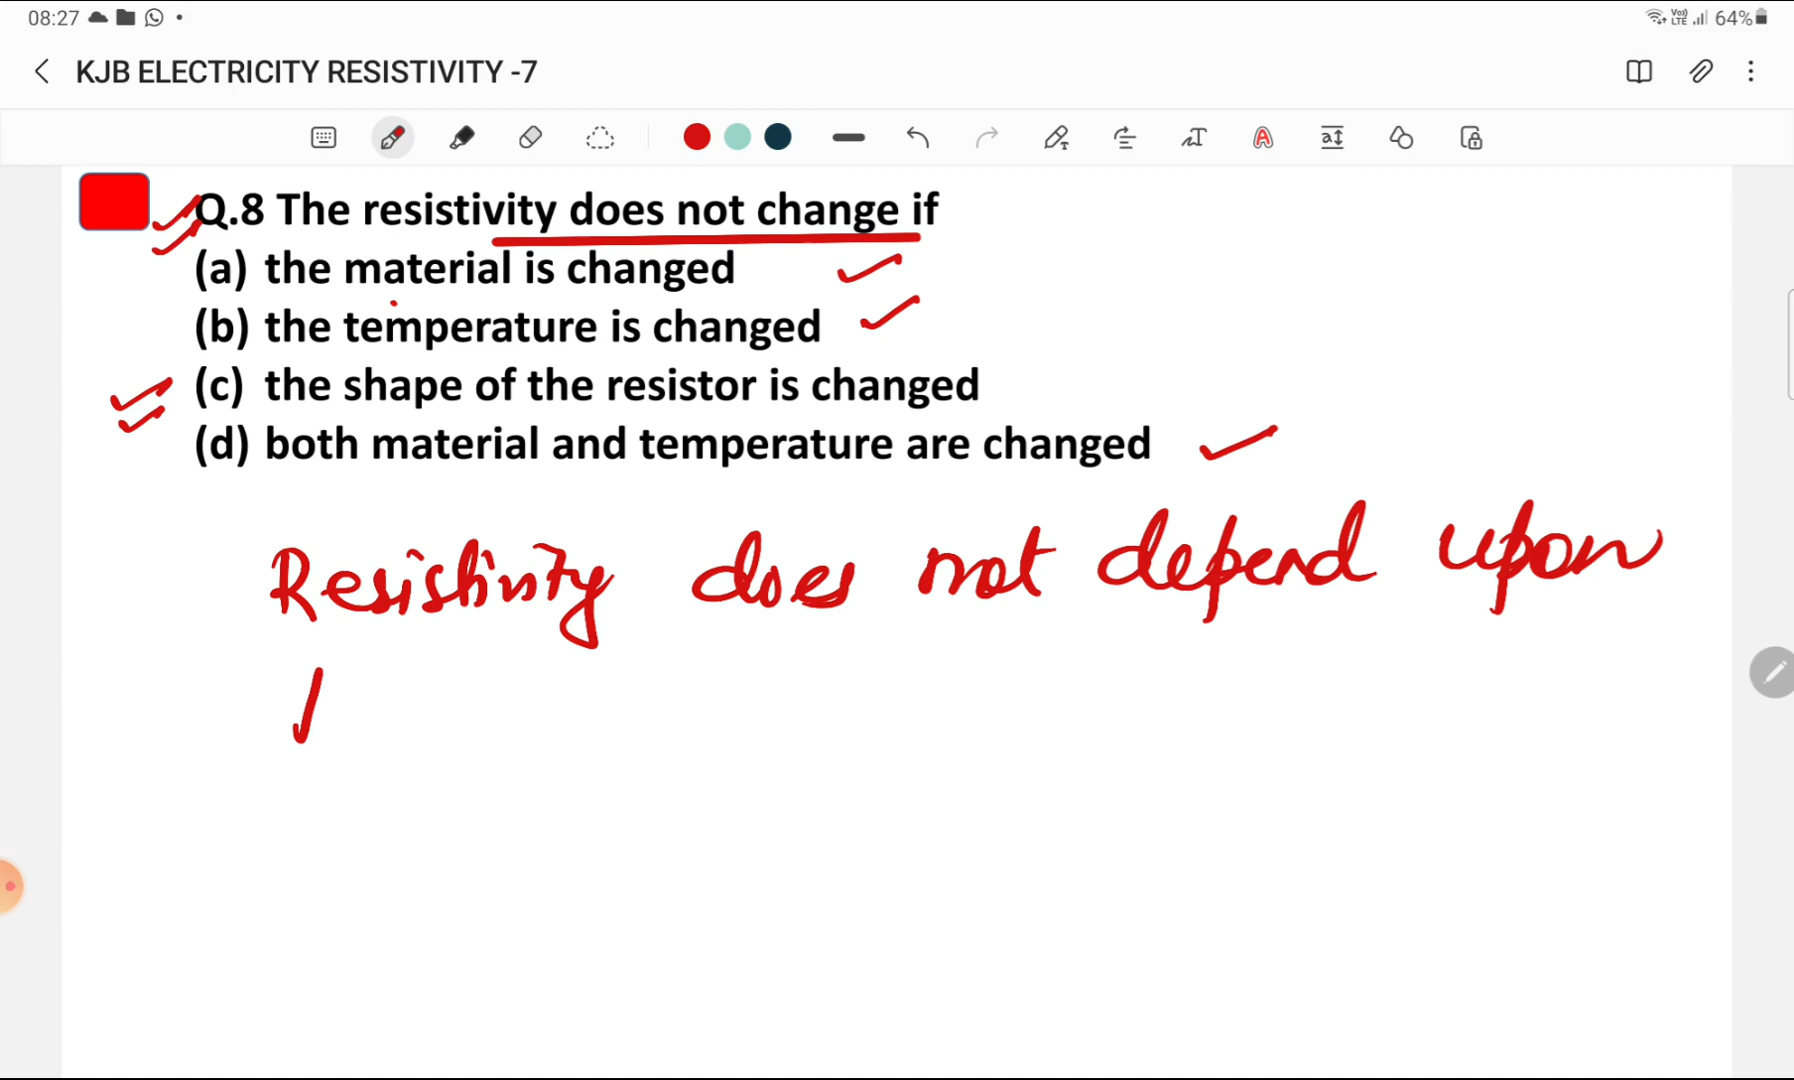 08:27
Vo) LTE 64%
KJB ELECTRICITY RESISTIVITY -7
Q.8 The resistivity does not change if
(a) the material is changed
(b) the temperature is changed
(c) the shape of the resistor is changed
(d) both material and temperature are changed
Resistivity does not depend upon